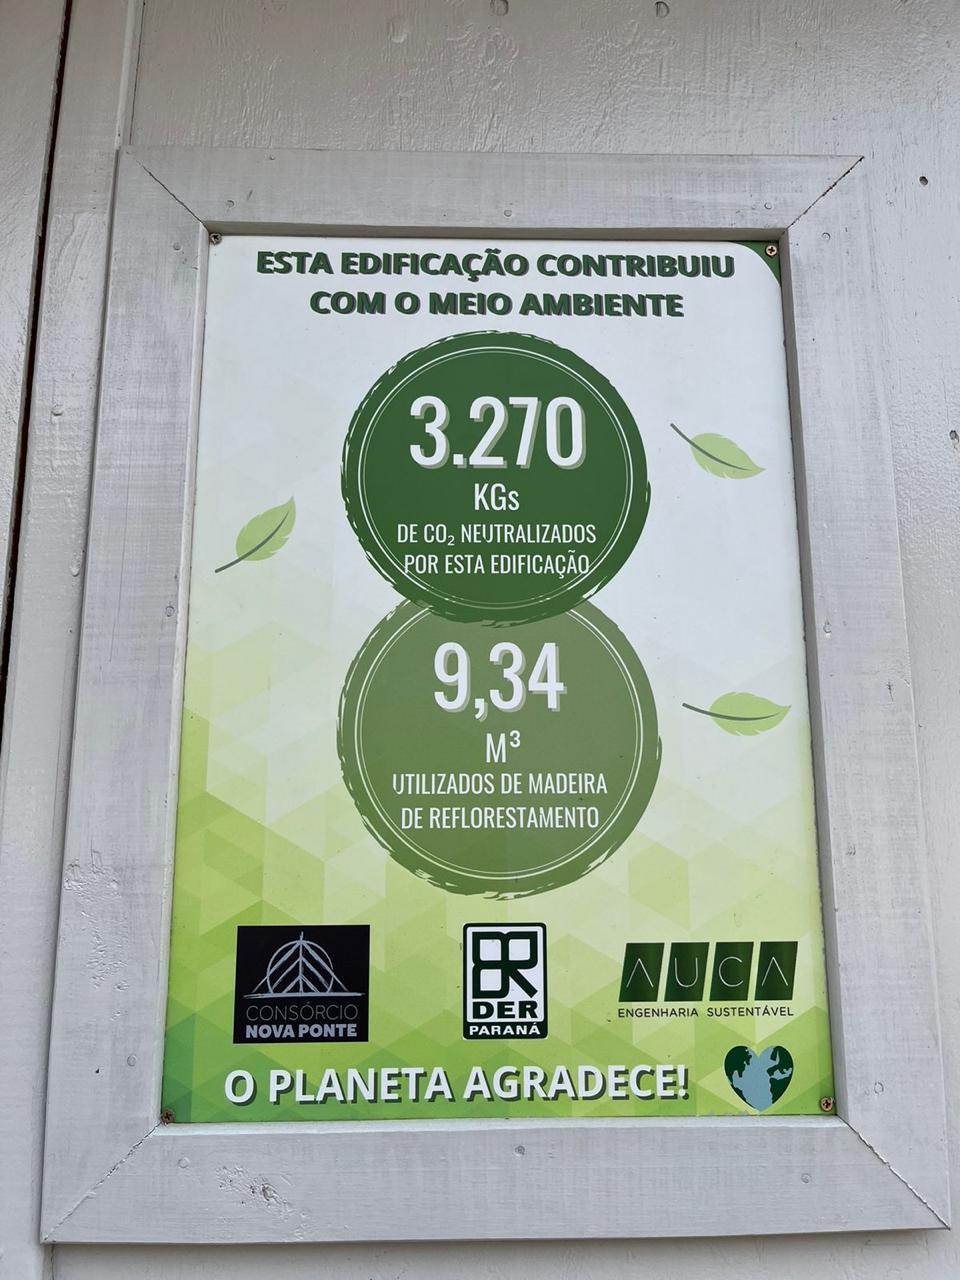 ESTA EDIFICAÇÃO CONTRIBUIU
COM O MEIO AMBIENTE
3.270
KGs
DE CO₂ NEUTRALIZADOS
POR ESTA EDIFICAÇÃO
9,34
M³
UTILIZADOS DE MADEIRA
DE REFLORESTAMENTO
CONSÓRCIO
NOVA PONTE
DER
PARANÁ
AUCA
ENGENHARIA SUSTENTÁVEL
O PLANETA AGRADECE!